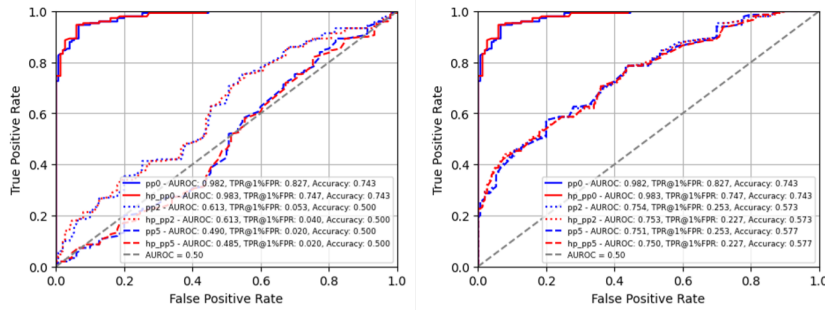 1.0
0.8
0.6
0.4
0.2
0.0
True Positive Rate
pp0 - AUROC: 0.982, TPR@1%FPR: 0.827, Accuracy: 0.743
hp_pp0 - AUROC: 0.983, TPR@1%FPR: 0.747, Accuracy: 0.743
pp2 - AUROC: 0.613, TPR@1%FPR: 0.053, Accuracy: 0.500
hp_pp2 - AUROC: 0.613, TPR@1%FPR: 0.040, Accuracy: 0.500
pp5 - AUROC: 0.490, TPR@1%FPR: 0.020, Accuracy: 0.500
hp_pp5 - AUROC: 0.485, TPR@1%FPR: 0.020, Accuracy: 0.500
AUROC = 0.50
0.0 0.2 0.4 0.6 0.8 1.0
False Positive Rate
1.0
0.8
0.6
0.4
0.2
0.0
True Positive Rate
pp0 - AUROC: 0.982, TPR@1%FPR: 0.827, Accuracy: 0.743
hp_pp0 - AUROC: 0.983, TPR@1%FPR: 0.747, Accuracy: 0.743
pp2 - AUROC: 0.754, TPR@1%FPR: 0.253, Accuracy: 0.573
hp_pp2 - AUROC: 0.753, TPR@1%FPR: 0.227, Accuracy: 0.573
pp5 - AUROC: 0.751, TPR@1%FPR: 0.253, Accuracy: 0.577
hp_pp5 - AUROC: 0.750, TPR@1%FPR: 0.227, Accuracy: 0.577
AUROC = 0.50
0.0 0.2 0.4 0.6 0.8 1.0
False Positive Rate